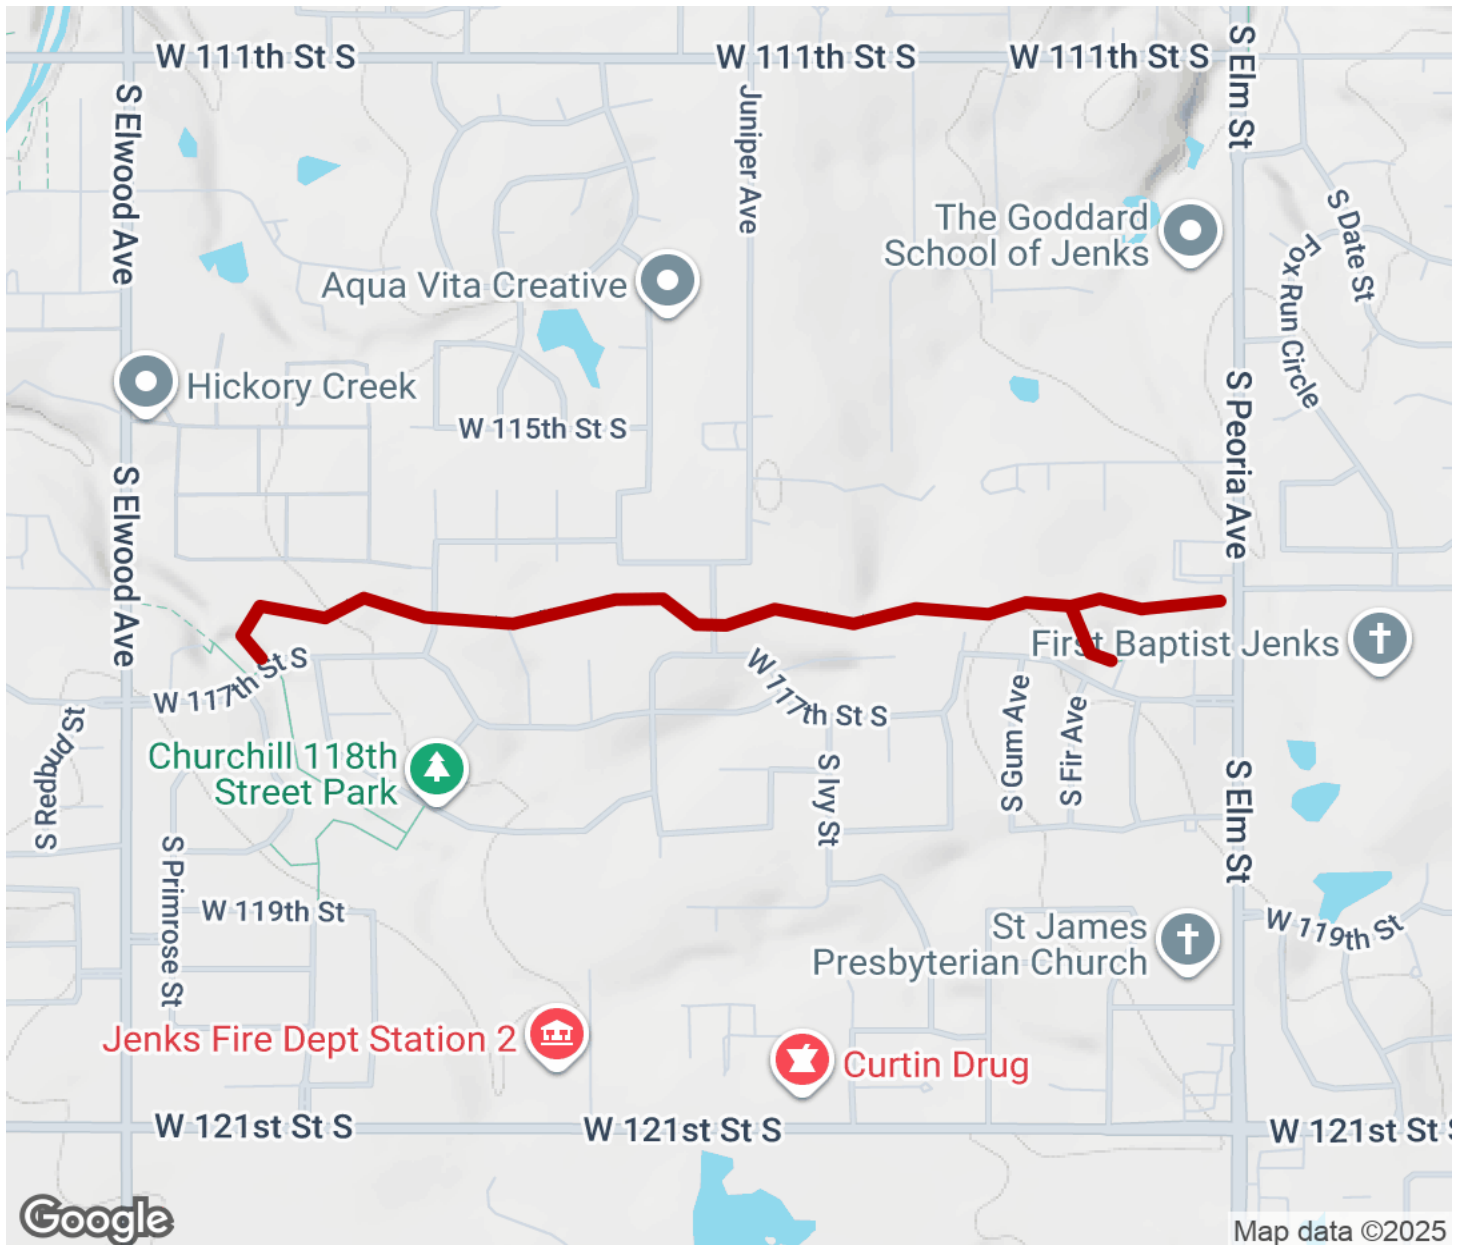 W 111th St S
W 111th St S
W 111th St S
S Elm St
S Elwood Ave
Juniper Ave
The Goddard
School of Jenks
S Date St
Fox Run Circle
Aqua Vita Creative
Hickory Creek
W 115th St S
S Peoria Ave
S Elwood Ave
First Baptist Jenks
W 117th St S
W 117th St S
S Gum Ave
S Fir Ave
S Redbud St
Churchill 118th
Street Park
S Ivy St
S Elm St
S Primrose St
W 119th St
W 119th St
St James
Presbyterian Church
Jenks Fire Dept Station 2
Curtin Drug
W 121st St S
W 121st St S
W 121st St S
Google
Map data ©2025